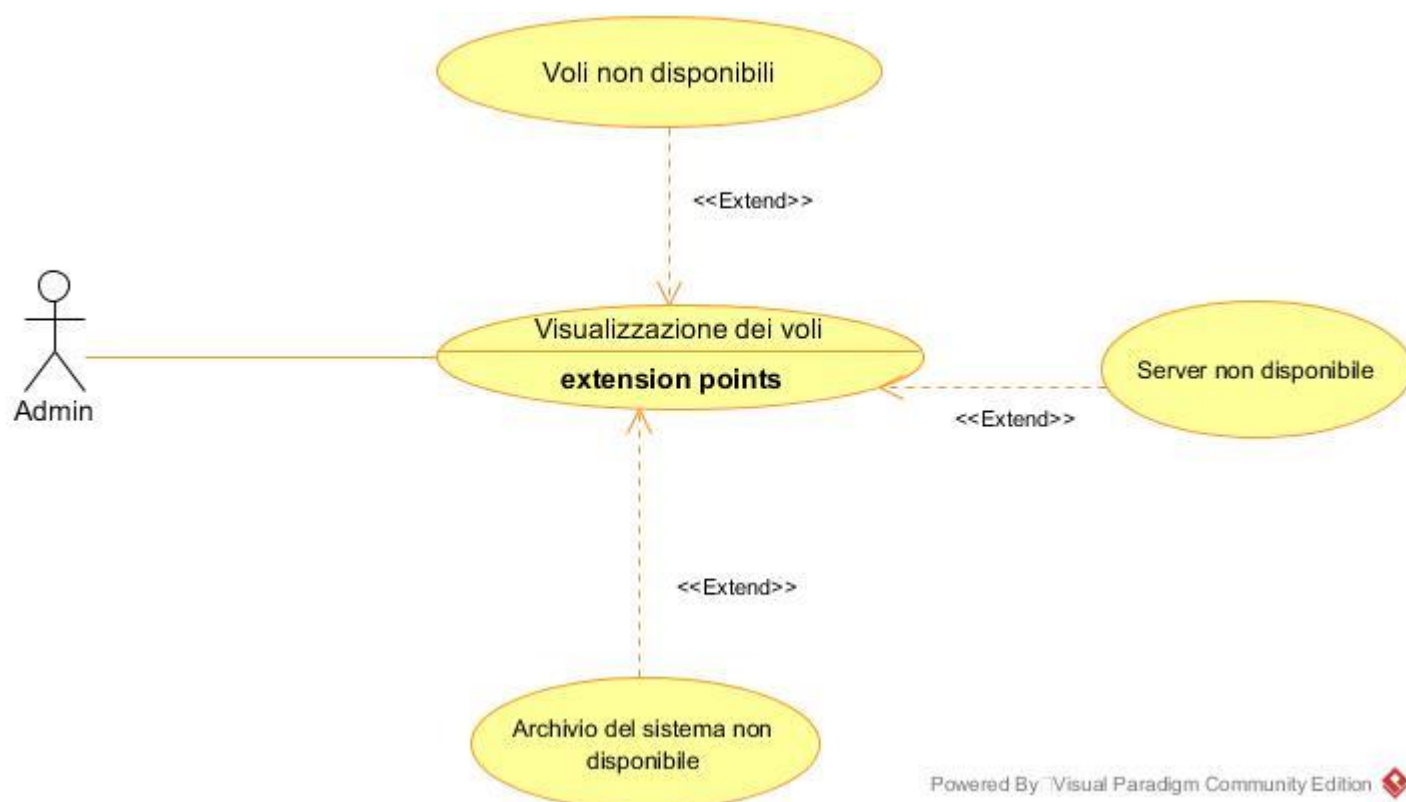 Voli non disponibili
<<Extend>>
Visualizzazione dei voli
extension points
Admin
Server non disponibile
<<Extend>>
<<Extend>>
Archivio del sistema non
disponibile
Powered By Visual Paradigm Community Edition